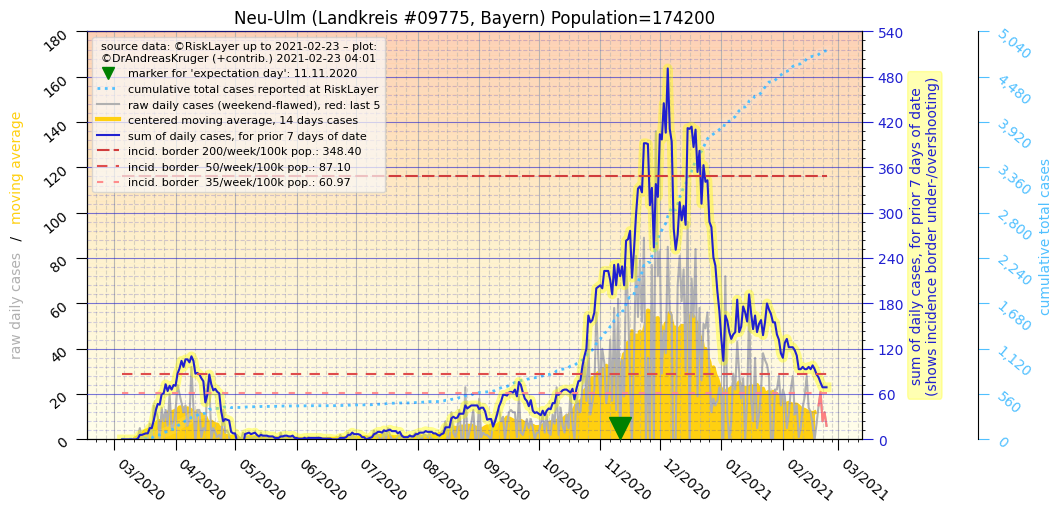 Neu-Ulm (Landkreis #09775, Bayern) Population=174200
source data: ©RiskLayer up to 2021-02-23 – plot:
©DrAndreasKruger (+contrib.) 2021-02-23 04:01
marker for 'expectation day': 11.11.2020
cumulative total cases reported at RiskLayer
raw daily cases (weekend-flawed), red: last 5
centered moving average, 14 days cases
sum of daily cases, for prior 7 days of date
incid. border 200/week/100k pop.: 348.40
incid. border  50/week/100k pop.: 87.10
incid. border  35/week/100k pop.: 60.97
raw daily cases  /  moving average
180
160
140
120
100
80
60
40
20
0
03/2020
04/2020
05/2020
06/2020
07/2020
08/2020
09/2020
10/2020
11/2020
12/2020
01/2021
02/2021
03/2021
540
480
420
360
300
240
180
120
60
0
sum of daily cases, for prior 7 days of date
(shows incidence border under-/overshooting)
5,040
4,480
3,920
3,360
2,800
2,240
1,680
1,120
560
0
cumulative total cases